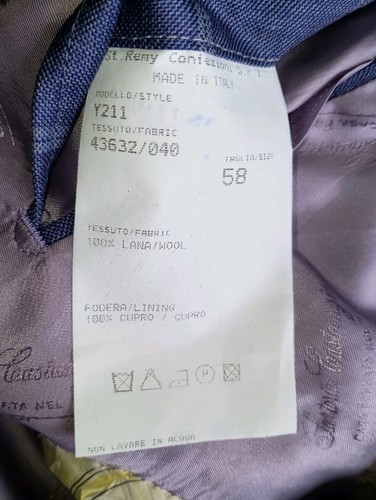 St. Remy Confezioni S.r.l
MADE IN ITALY
MODELLO/STYLE
Y211
TESSUTO/FABRIC
43632/040
TAGLIA/SIZE
58
TESSUTO/FABRIC
100% LANA/WOOL
FODERA/LINING
100% CUPRO / CUPRO
P
NON LAVARE IN ACQUA
NEL